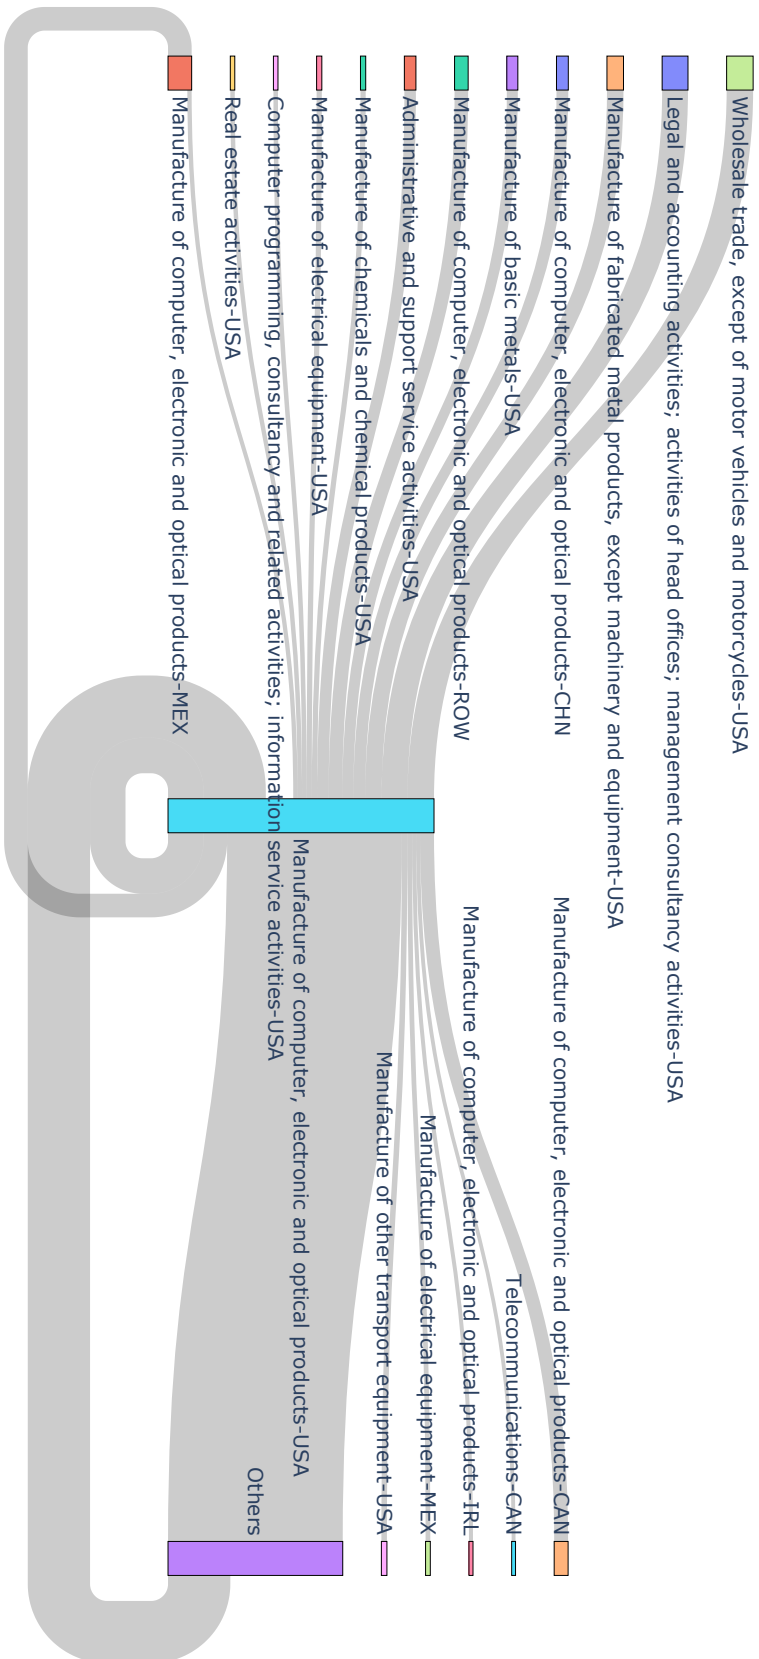 Wholesale trade, except of motor vehicles and motorcycles-USA
Legal and accounting activities; activities of head offices; management consultancy activities-USA
Manufacture of fabricated metal products, except machinery and equipment-USA
Manufacture of computer, electronic and optical products-CHN
Manufacture of basic metals-USA
Manufacture of computer, electronic and optical products-ROW
Administrative and support service activities-USA
Manufacture of chemicals and chemical products-USA
Manufacture of electrical equipment-USA
Computer programming, consultancy and related activities; information service activities-USA
Real estate activities-USA
Manufacture of computer, electronic and optical products-MEX
Manufacture of computer, electronic and optical products-USA
Manufacture of computer, electronic and optical products-CAN
Telecommunications-CAN
Manufacture of computer, electronic and optical products-IRL
Manufacture of electrical equipment-MEX
Manufacture of other transport equipment-USA
Others